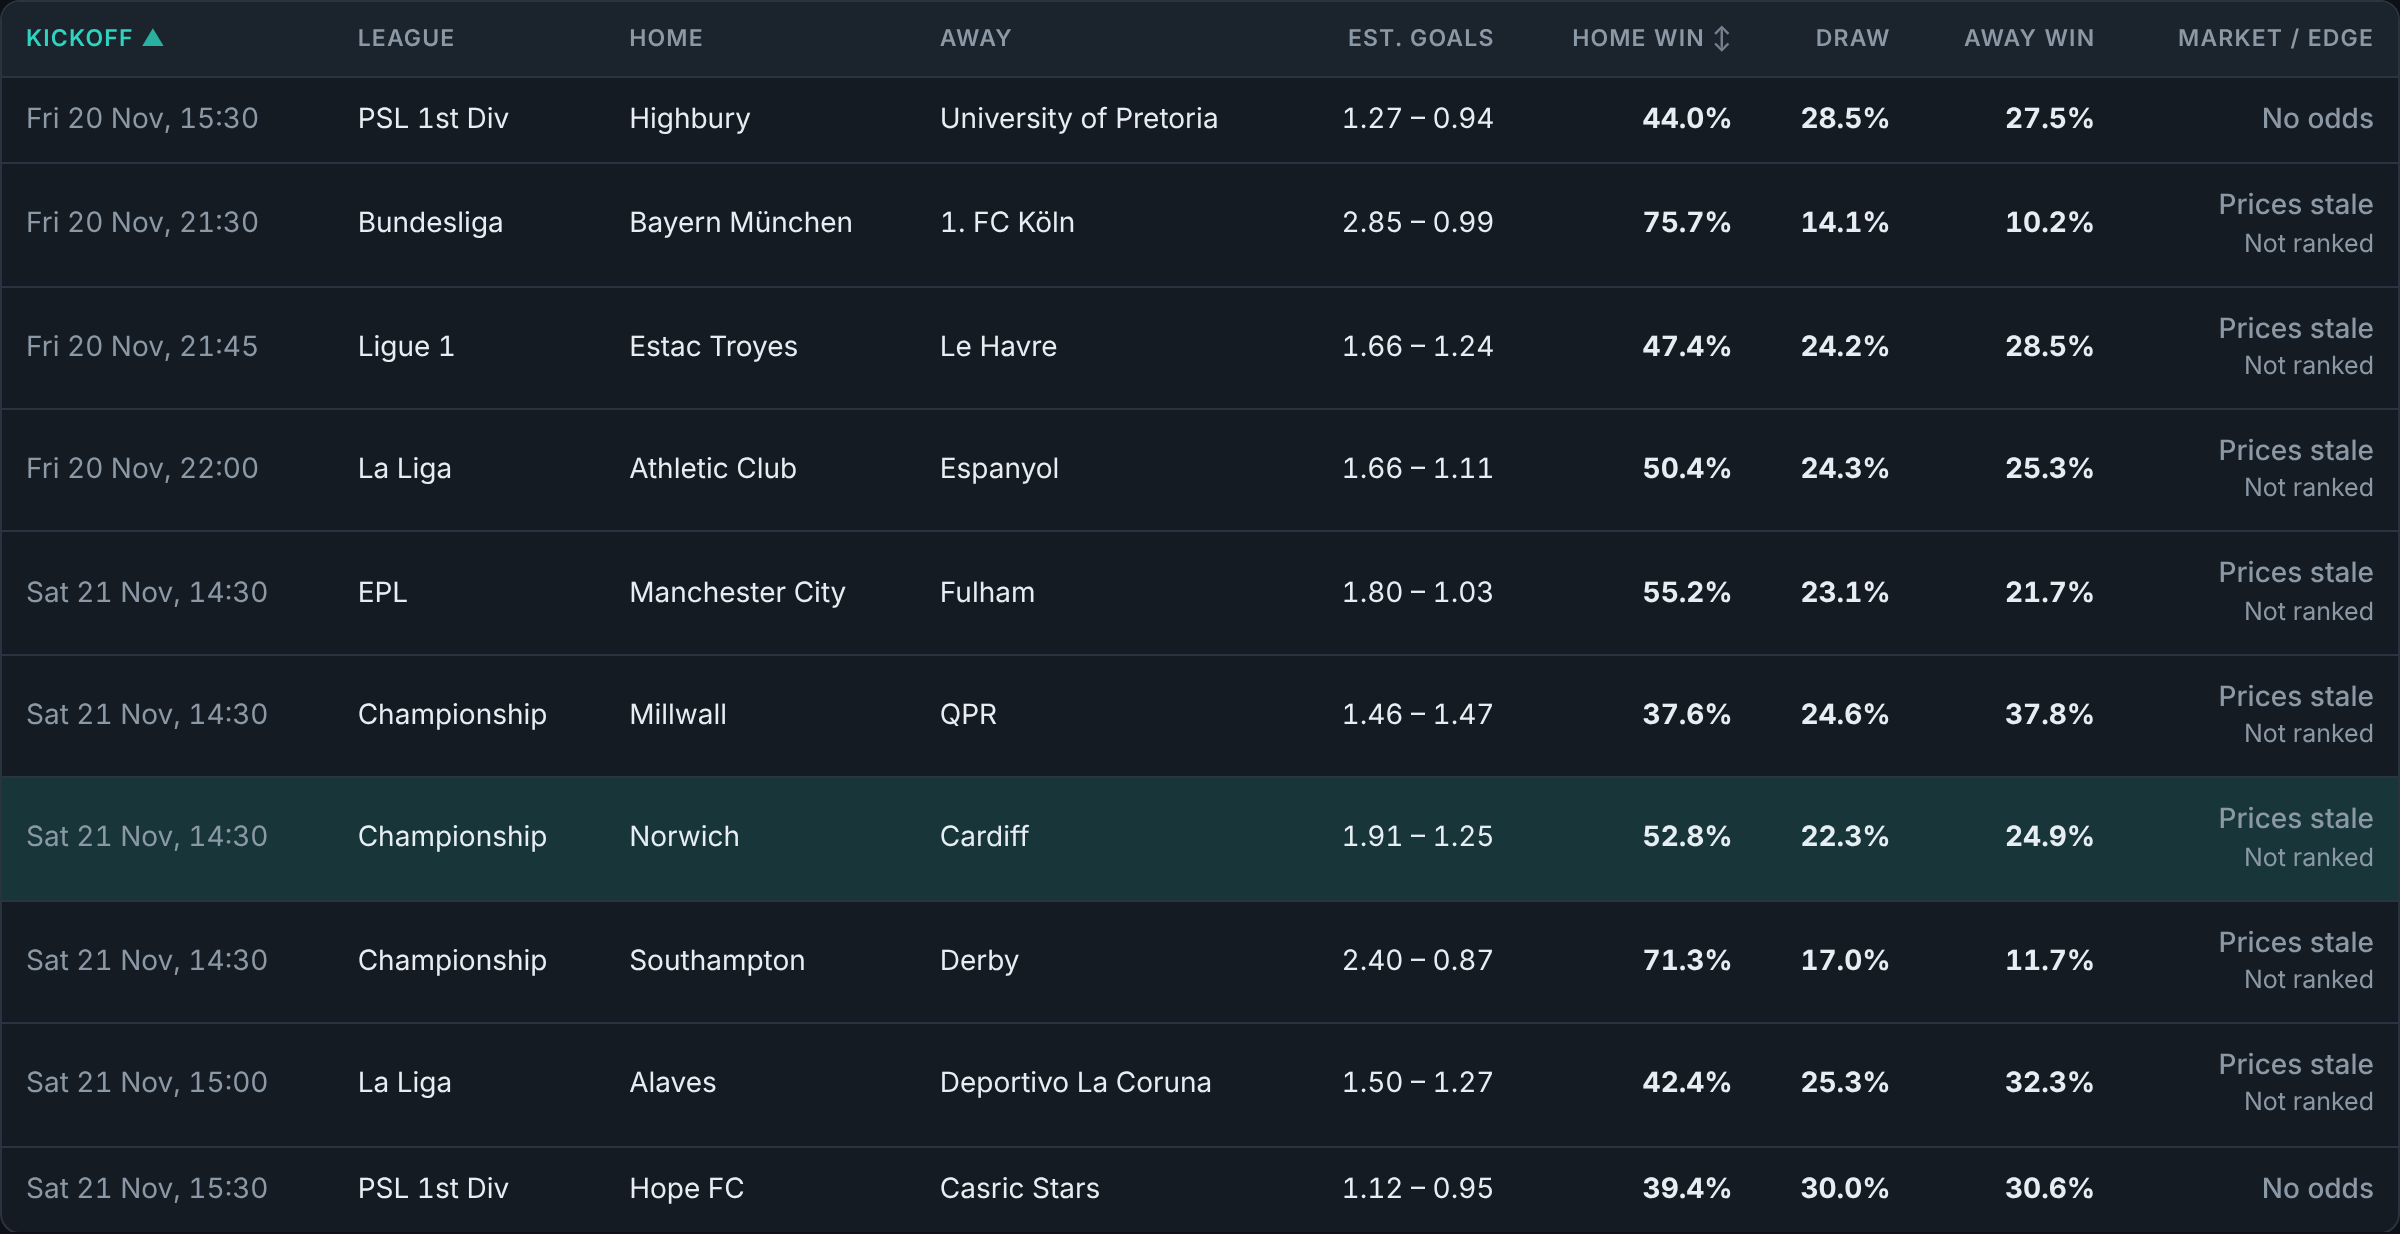 KICKOFF ▲ LEAGUE HOME AWAY EST. GOALS HOME WIN ↕ DRAW AWAY WIN MARKET / EDGE
Fri 20 Nov, 15:30 PSL 1st Div Highbury University of Pretoria 1.27 – 0.94 44.0% 28.5% 27.5% No odds
Fri 20 Nov, 21:30 Bundesliga Bayern München 1. FC Köln 2.85 – 0.99 75.7% 14.1% 10.2% Prices stale
Not ranked
Fri 20 Nov, 21:45 Ligue 1 Estac Troyes Le Havre 1.66 – 1.24 47.4% 24.2% 28.5% Prices stale
Not ranked
Fri 20 Nov, 22:00 La Liga Athletic Club Espanyol 1.66 – 1.11 50.4% 24.3% 25.3% Prices stale
Not ranked
Sat 21 Nov, 14:30 EPL Manchester City Fulham 1.80 – 1.03 55.2% 23.1% 21.7% Prices stale
Not ranked
Sat 21 Nov, 14:30 Championship Millwall QPR 1.46 – 1.47 37.6% 24.6% 37.8% Prices stale
Not ranked
Sat 21 Nov, 14:30 Championship Norwich Cardiff 1.91 – 1.25 52.8% 22.3% 24.9% Prices stale
Not ranked
Sat 21 Nov, 14:30 Championship Southampton Derby 2.40 – 0.87 71.3% 17.0% 11.7% Prices stale
Not ranked
Sat 21 Nov, 15:00 La Liga Alaves Deportivo La Coruna 1.50 – 1.27 42.4% 25.3% 32.3% Prices stale
Not ranked
Sat 21 Nov, 15:30 PSL 1st Div Hope FC Casric Stars 1.12 – 0.95 39.4% 30.0% 30.6% No odds